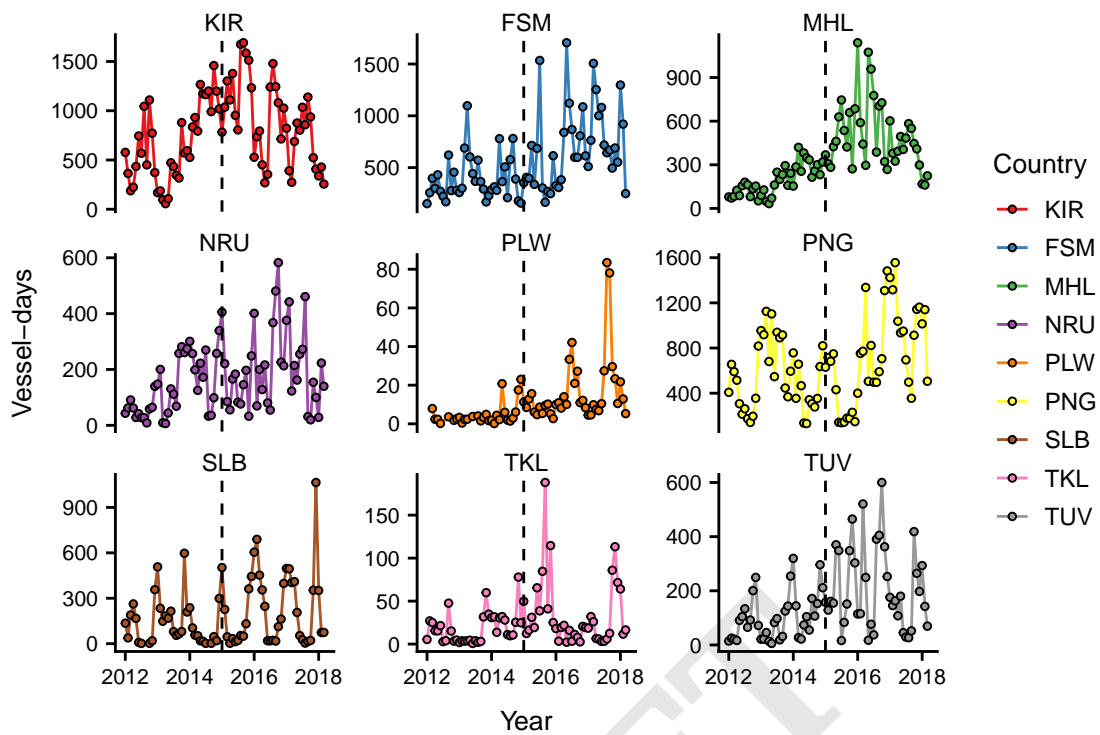 KIR FSM MHL
1500 1000 500 0
1500 1000 500 0
900 600 300 0
NRU PLW PNG
600 400 200 0
80 60 40 20 0
1600 1200 800 400
SLB TKL TUV
900 600 300 0
150 100 50 0
600 400 200 0
2012 2014 2016 2018 2012 2014 2016 2018 2012 2014 2016 2018
Year
Vessel−days
Country
KIR
FSM
MHL
NRU
PLW
PNG
SLB
TKL
TUV